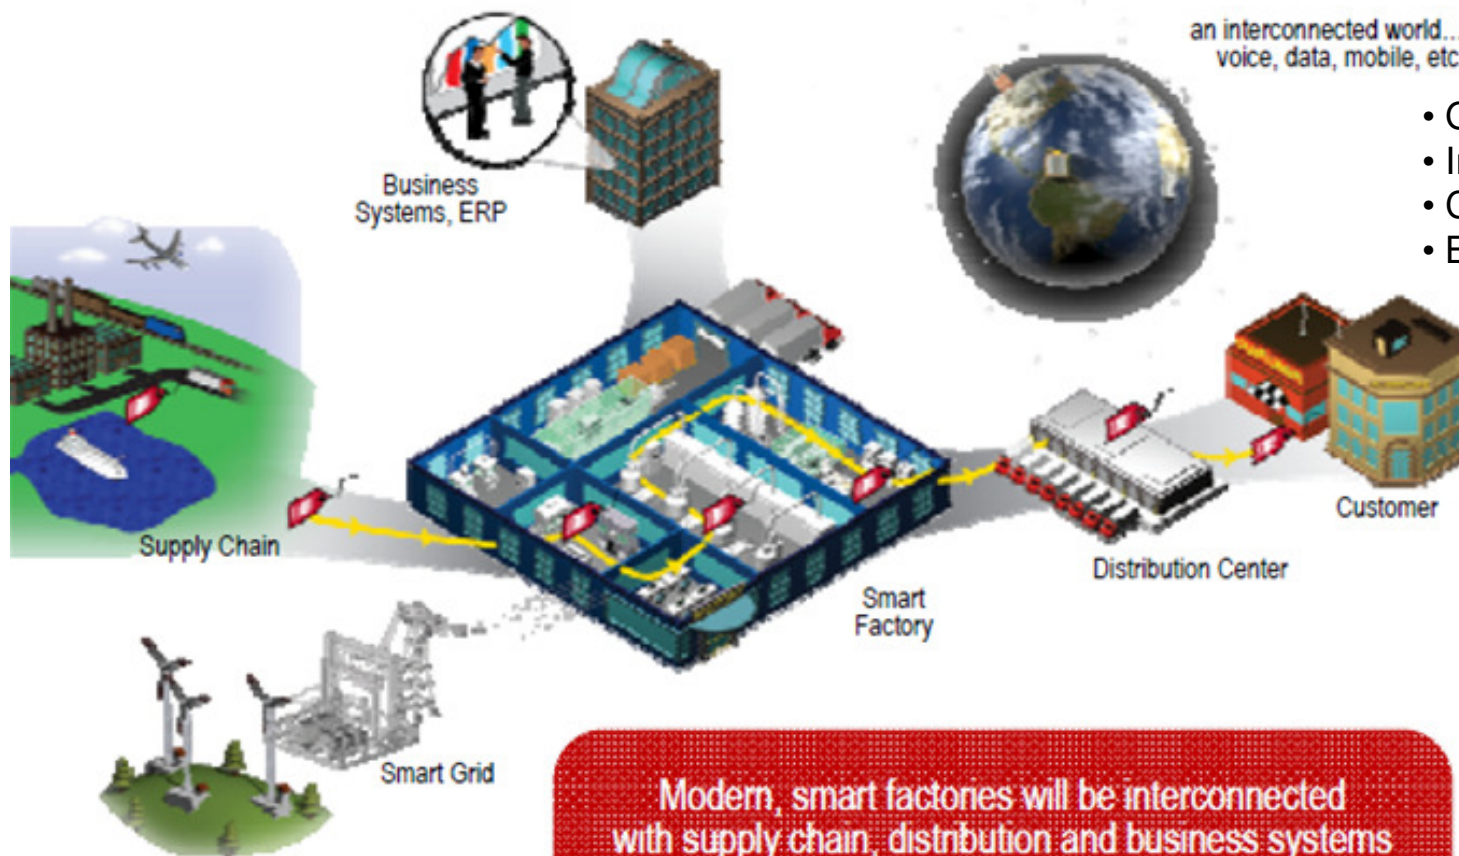 an interconnected world...
voice, data, mobile, etc
Business
Systems, ERP
Supply Chain
Customer
Distribution Center
Smart
Factory
Smart Grid
Modern, smart factories will be interconnected
with supply chain, distribution and business systems